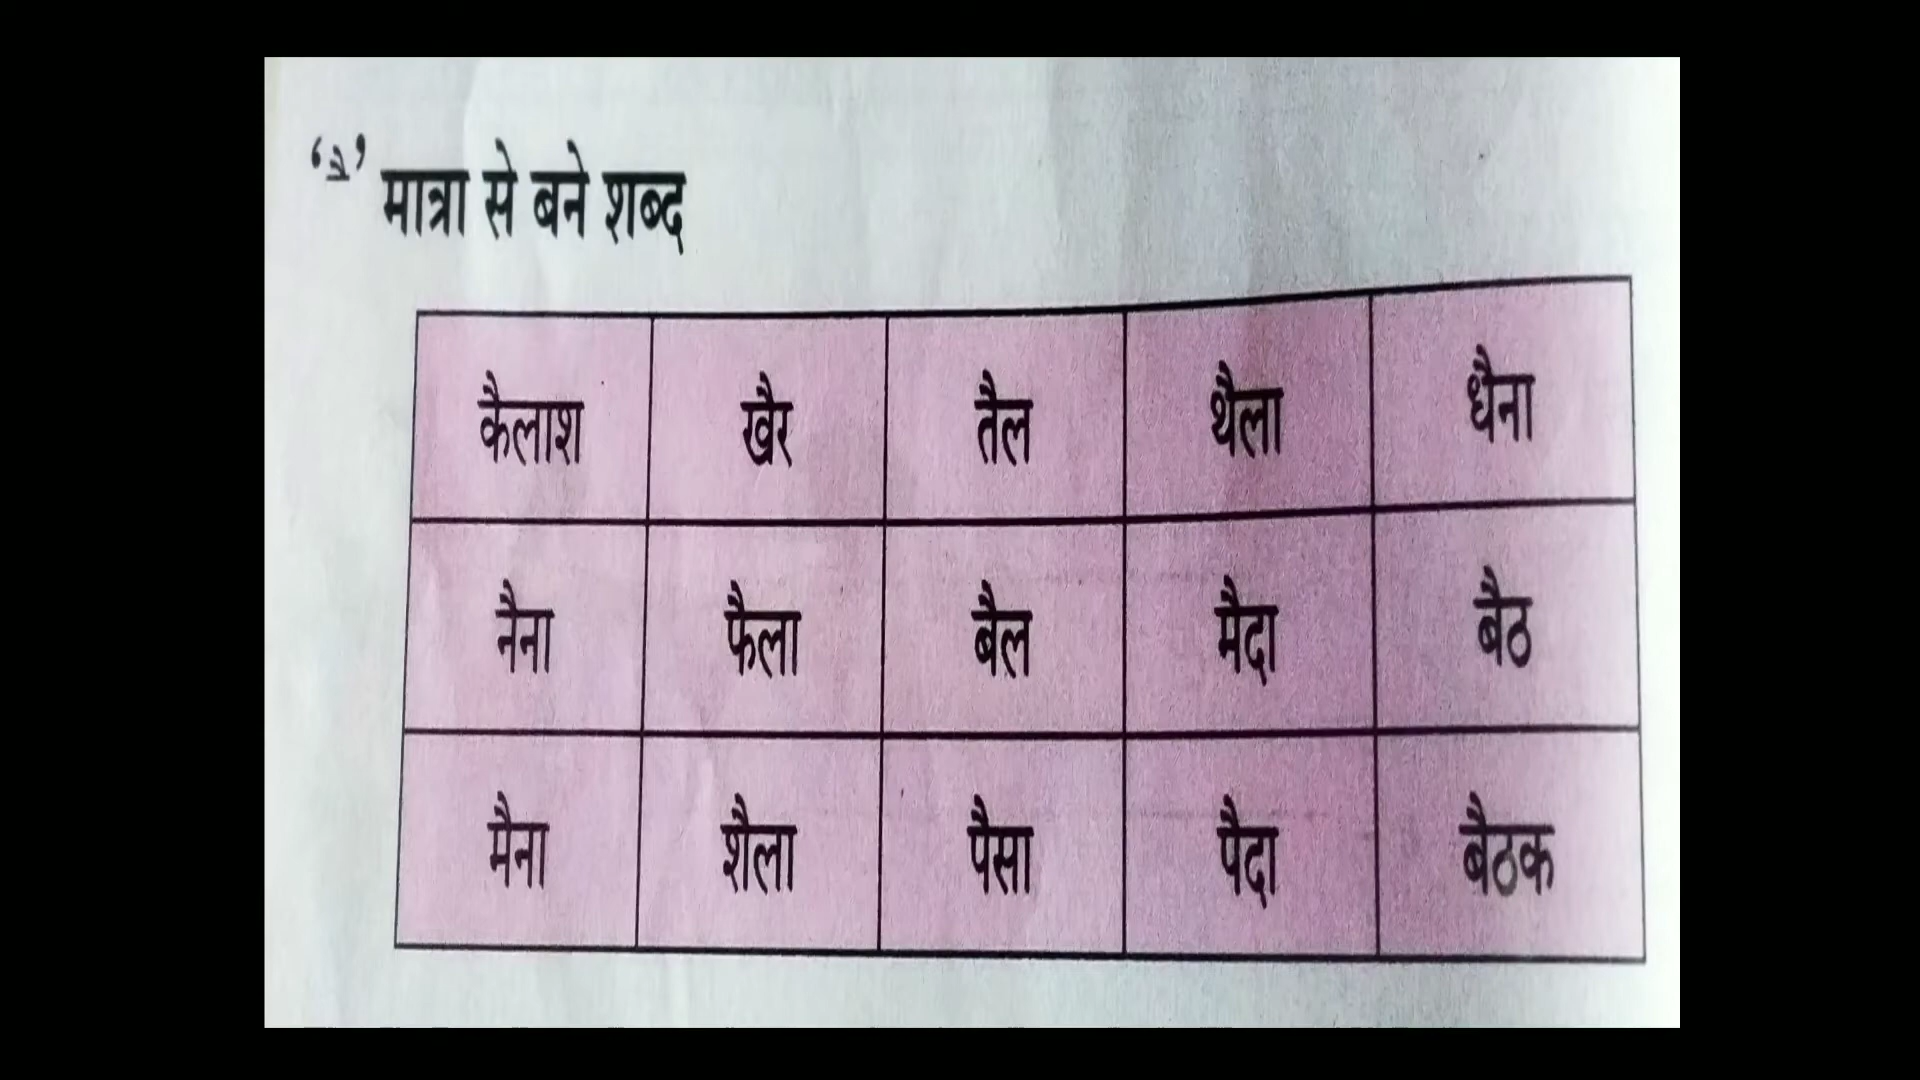 ‘ै’ मात्रा से बने शब्द
कैलाश खैर तैल थैला धैना
नैना फैला बैल मैदा बैठ
मैना शैला पैसा पैदा बैठक